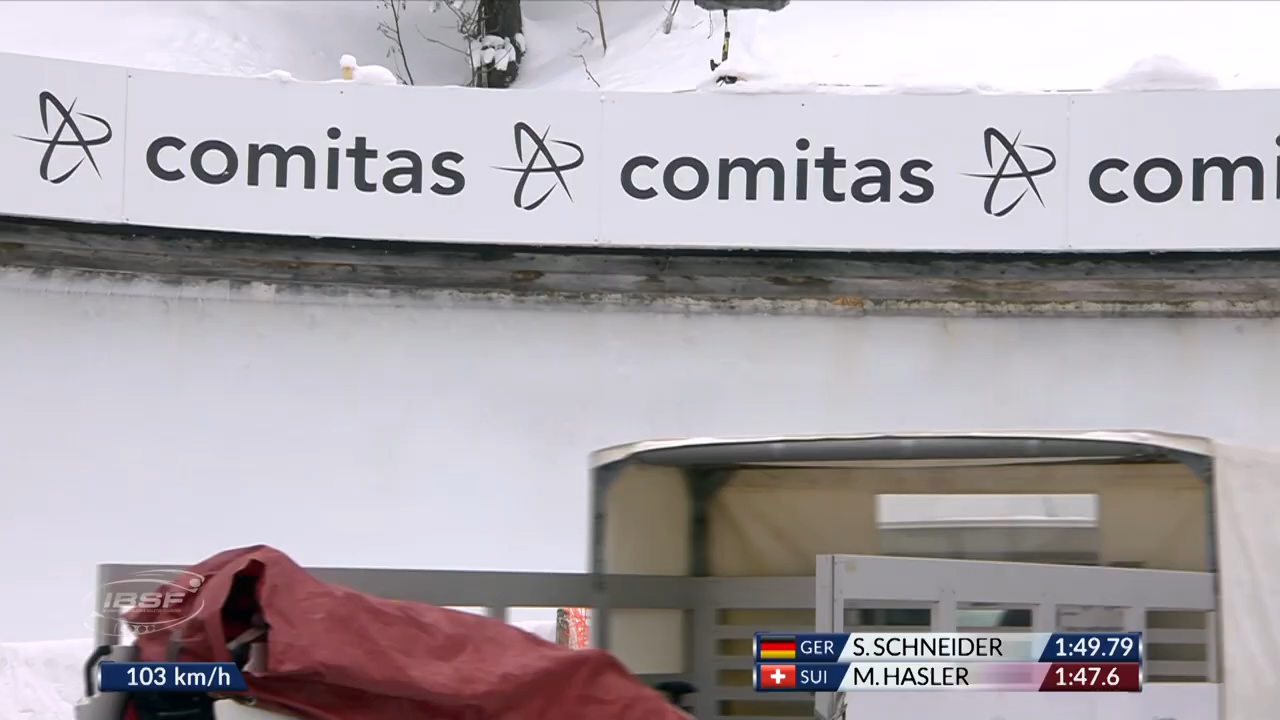 comitas comitas comi
IBSF
103 km/h
GER S. SCHNEIDER 1:49.79
SUI M. HASLER 1:47.6